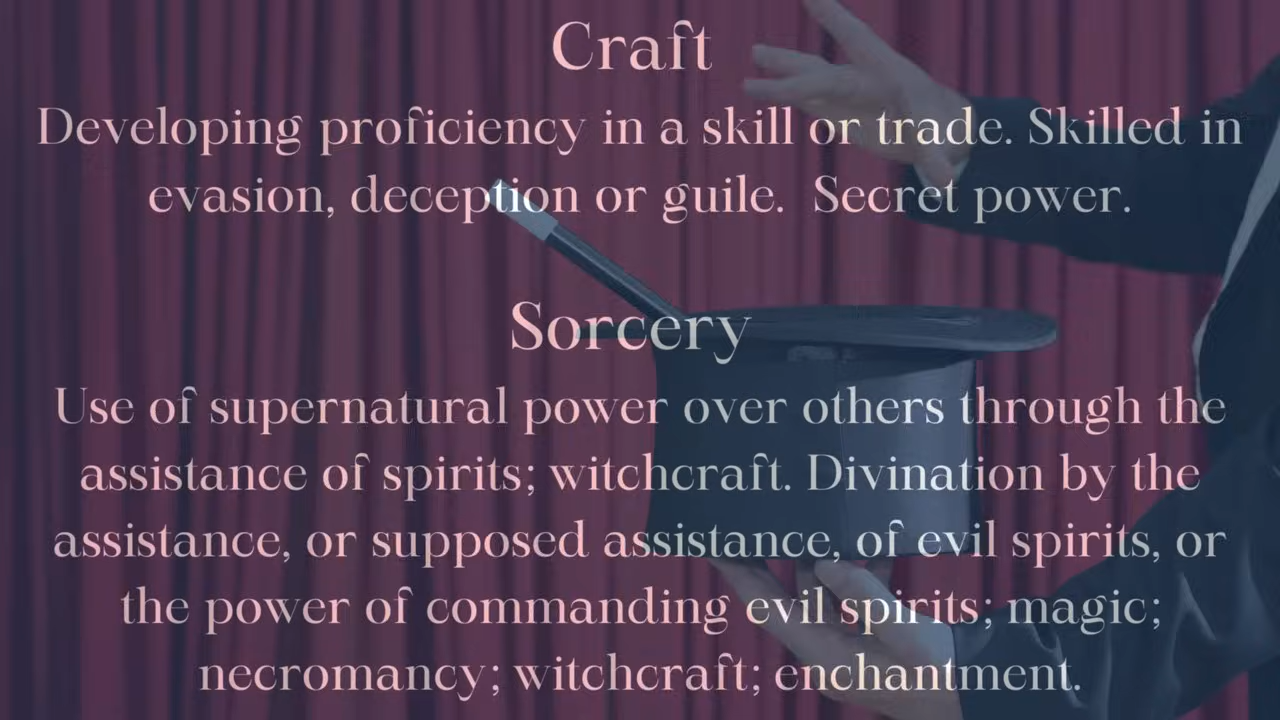 Craft
Developing proficiency in a skill or trade. Skilled in
evasion, deception or guile.  Secret power.
Sorcery
Use of supernatural power over others through the
assistance of spirits; witchcraft. Divination by the
assistance, or supposed assistance, of evil spirits, or
the power of commanding evil spirits; magic;
necromancy; witchcraft; enchantment.